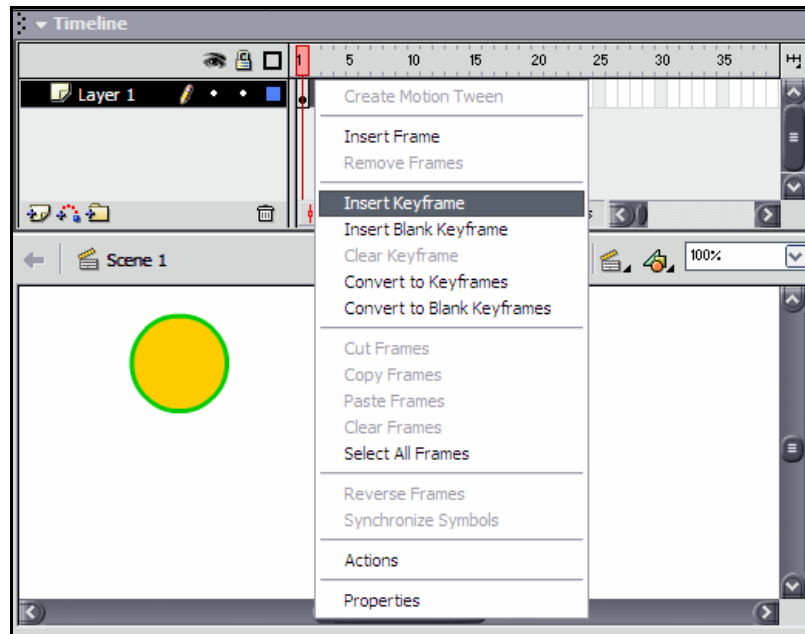 Timeline
1 5 10 15 20 25 30 35
Layer 1
Create Motion Tween
Insert Frame
Remove Frames
Insert Keyframe
Insert Blank Keyframe
Clear Keyframe
Convert to Keyframes
Convert to Blank Keyframes
Cut Frames
Copy Frames
Paste Frames
Clear Frames
Select All Frames
Reverse Frames
Synchronize Symbols
Actions
Properties
Scene 1
100%